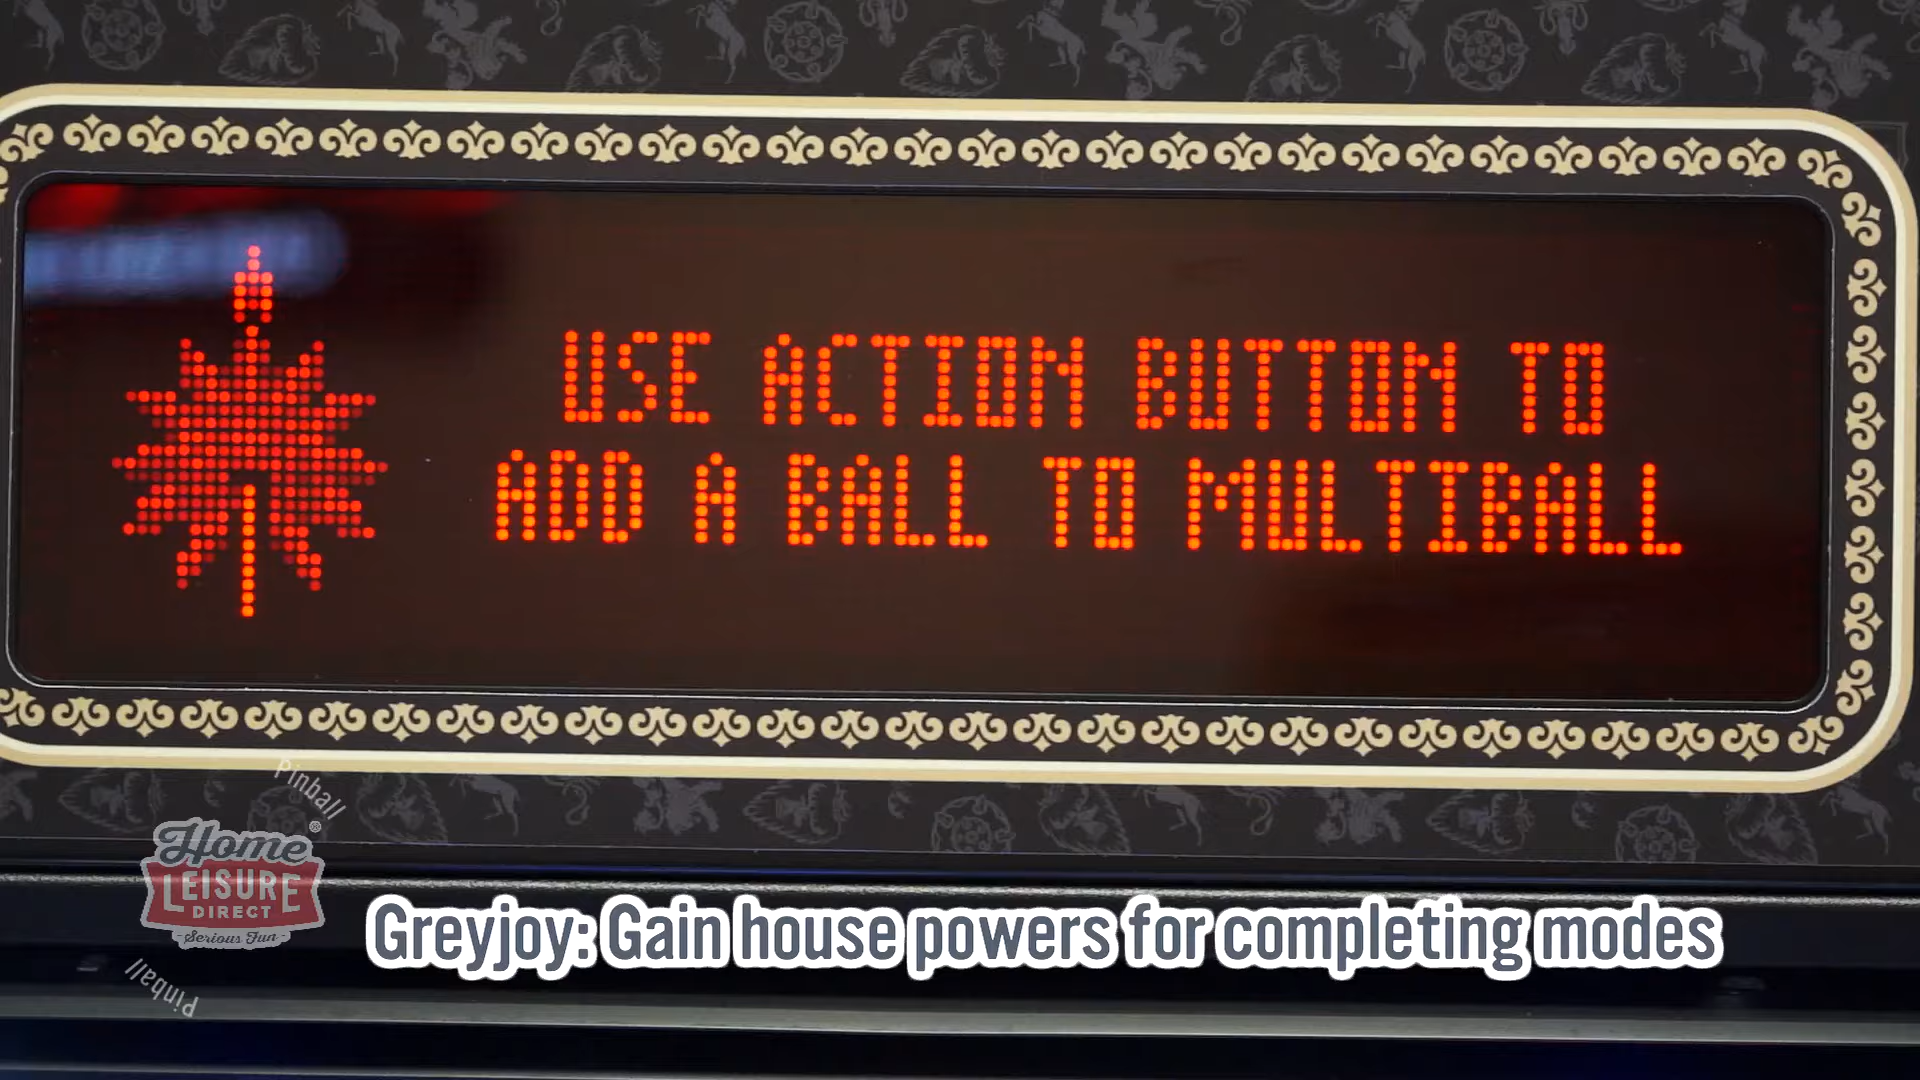 USE ACTION BUTTON TO
ADD A BALL TO MULTIBALL
Pinball
Home®
LEISURE
DIRECT
-Serious Fun-
Pinball
Greyjoy: Gain house powers for completing modes